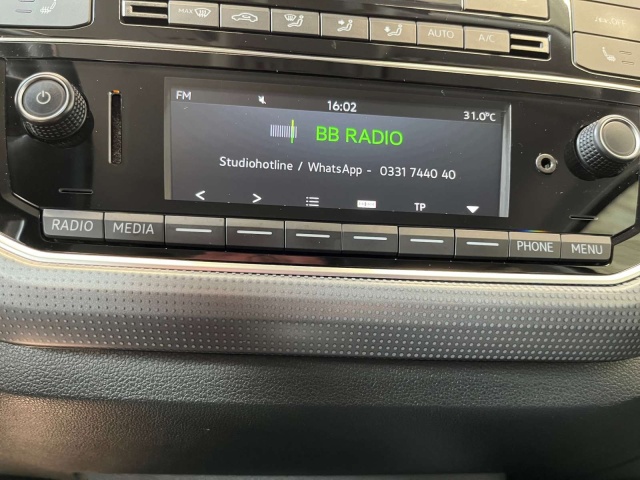 MAX
AUTO
A/C
OFF
FM
16:02
31.0°C
BB RADIO
Studiohotline / WhatsApp - 0331 7440 40
< > TP
RADIO MEDIA PHONE MENU